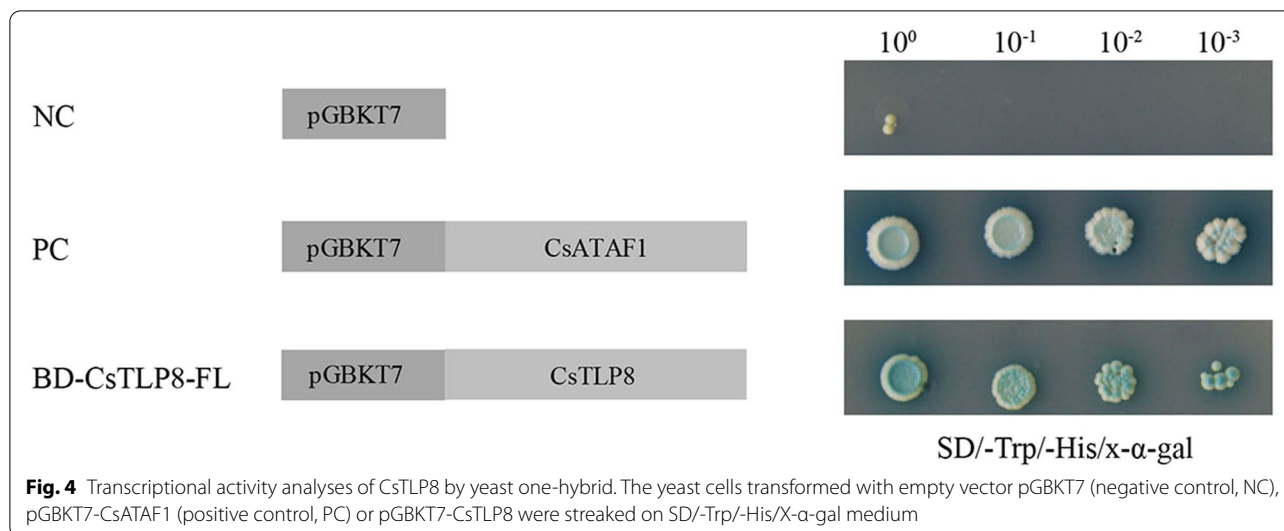 10⁰ 10⁻¹ 10⁻² 10⁻³
NC pGBKT7
PC pGBKT7 CsATAF1
BD-CsTLP8-FL pGBKT7 CsTLP8
SD/-Trp/-His/x-α-gal
Fig. 4 Transcriptional activity analyses of CsTLP8 by yeast one-hybrid. The yeast cells transformed with empty vector pGBKT7 (negative control, NC),
pGBKT7-CsATAF1 (positive control, PC) or pGBKT7-CsTLP8 were streaked on SD/-Trp/-His/X-α-gal medium